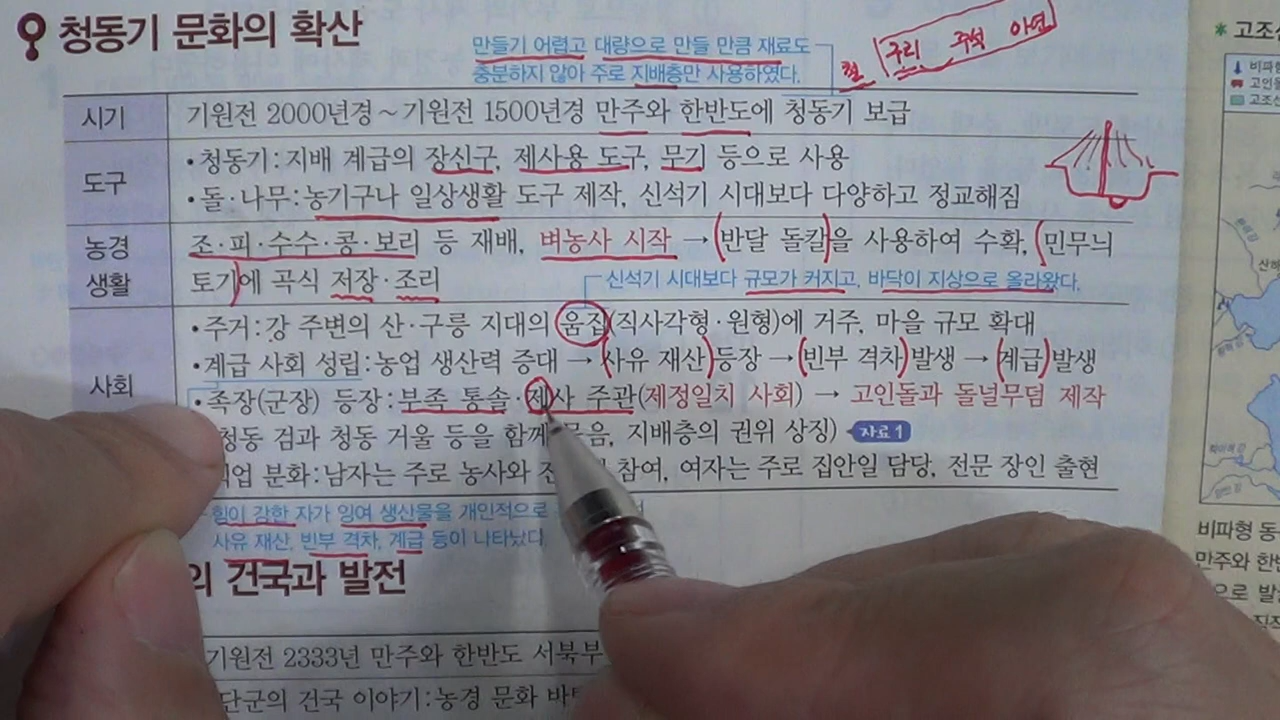 청동기 문화의 확산
만들기 어렵고 대량으로 만들 만큼 재료도
충분하지 않아 주로 지배층만 사용하였다.
철 구리 주석 아연
시기 기원전 2000년경~기원전 1500년경 만주와 한반도에 청동기 보급
도구
• 청동기: 지배 계급의 장신구, 제사용 도구, 무기 등으로 사용
• 돌·나무: 농기구나 일상생활 도구 제작, 신석기 시대보다 다양하고 정교해짐
농경 조·피·수수·콩·보리 등 재배, 벼농사 시작 → 반달 돌칼을 사용하여 수확, (민무늬
생활 토기)에 곡식 저장·조리
신석기 시대보다 규모가 커지고, 바닥이 지상으로 올라왔다.
사회
• 주거: 강 주변의 산·구릉 지대의 움집(직사각형·원형)에 거주, 마을 규모 확대
• 계급 사회 성립: 농업 생산력 증대 → (사유 재산) 등장 → (빈부 격차) 발생 → (계급) 발생
• 족장(군장) 등장: 부족 통솔·제사 주관(제정일치 사회) → 고인돌과 돌널무덤 제작
청동 검과 청동 거울 등을 함께 묻음, 지배층의 권위 상징) 자료1
직업 분화: 남자는 주로 농사와 참여, 여자는 주로 집안일 담당, 전문 장인 출현
힘이 강한 자가 잉여 생산물을 개인적으로
사유 재산, 빈부 격차, 계급 등이 나타났다.
의 건국과 발전
기원전 2333년 만주와 한반도 서북부
단군의 건국 이야기: 농경 문화 바
* 고조선
비파형
고인돌
고조선
비파형 동
만주와 한반
으로 발